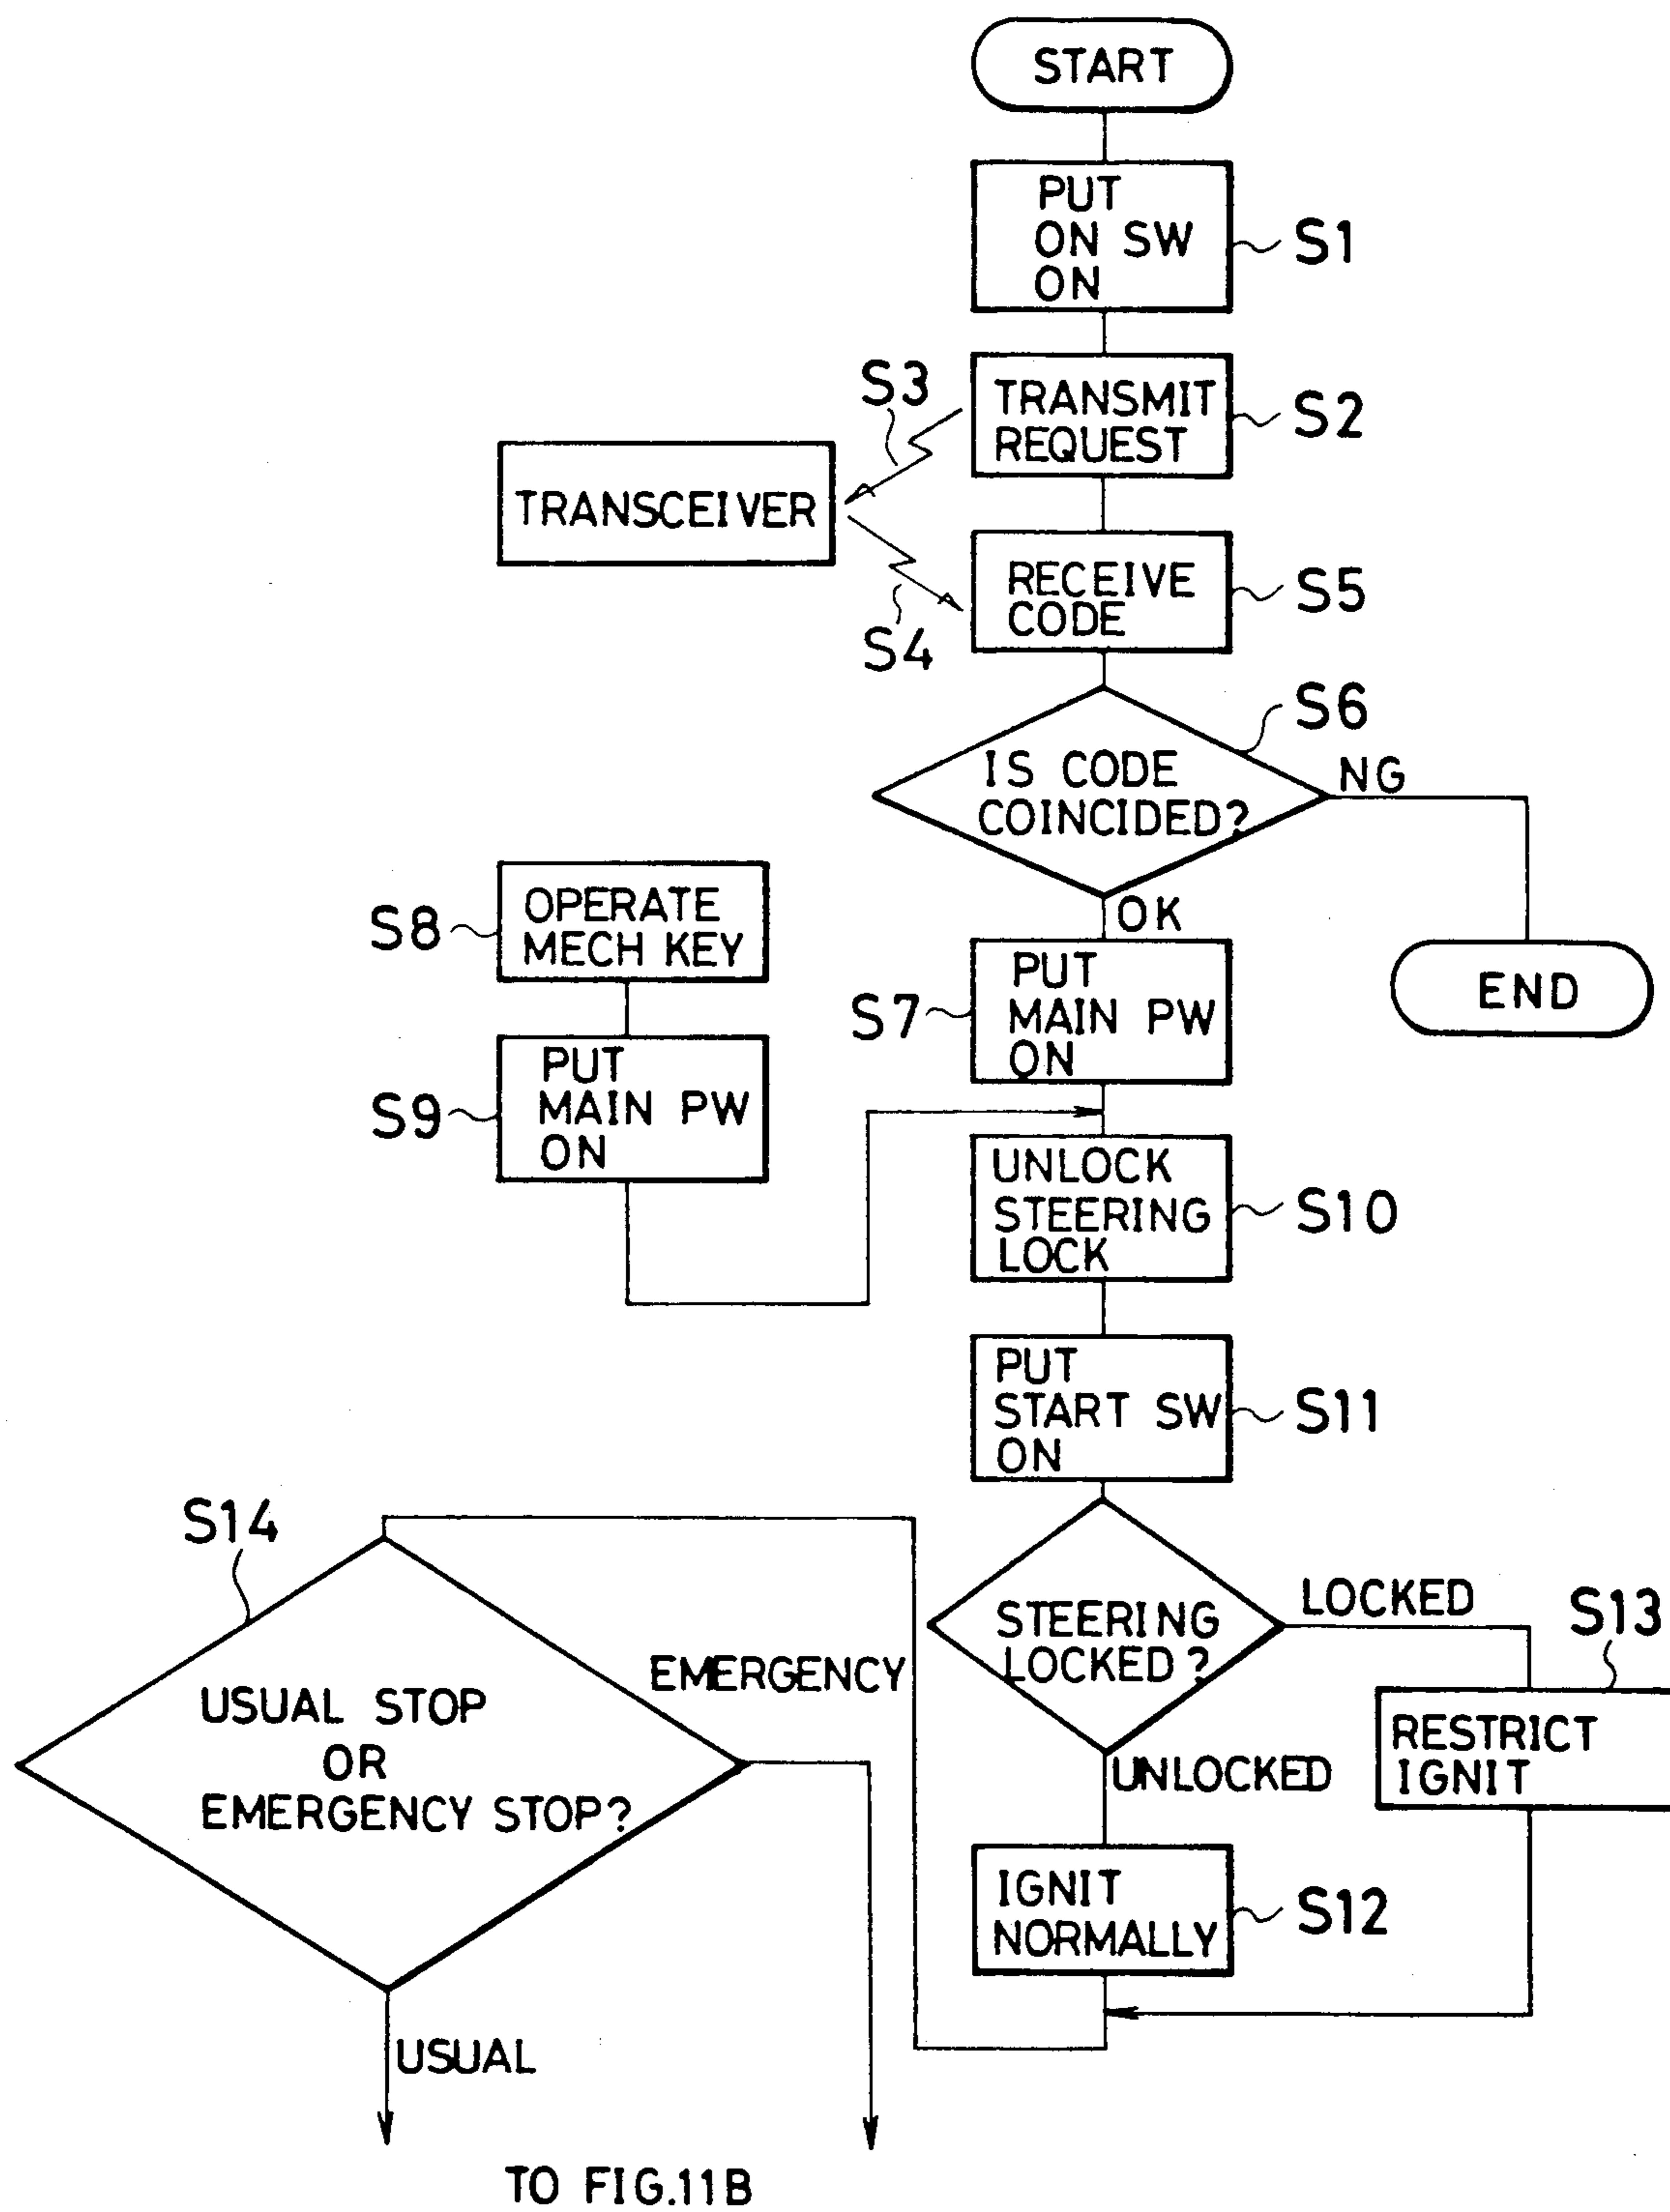 START
PUT
ON SW
ON
S1
S3
TRANSMIT
REQUEST
S2
TRANSCEIVER
RECEIVE
CODE
S5
S4
S6
IS CODE
COINCIDED?
NG
OK
OPERATE
MECH KEY
S8
PUT
MAIN PW
ON
S7
END
PUT
MAIN PW
ON
S9
UNLOCK
STEERING
LOCK
S10
PUT
START SW
ON
S11
S14
STEERING
LOCKED?
LOCKED
S13
EMERGENCY
USUAL STOP
OR
EMERGENCY STOP?
RESTRICT
IGNIT
UNLOCKED
IGNIT
NORMALLY
S12
USUAL
TO FIG.11B